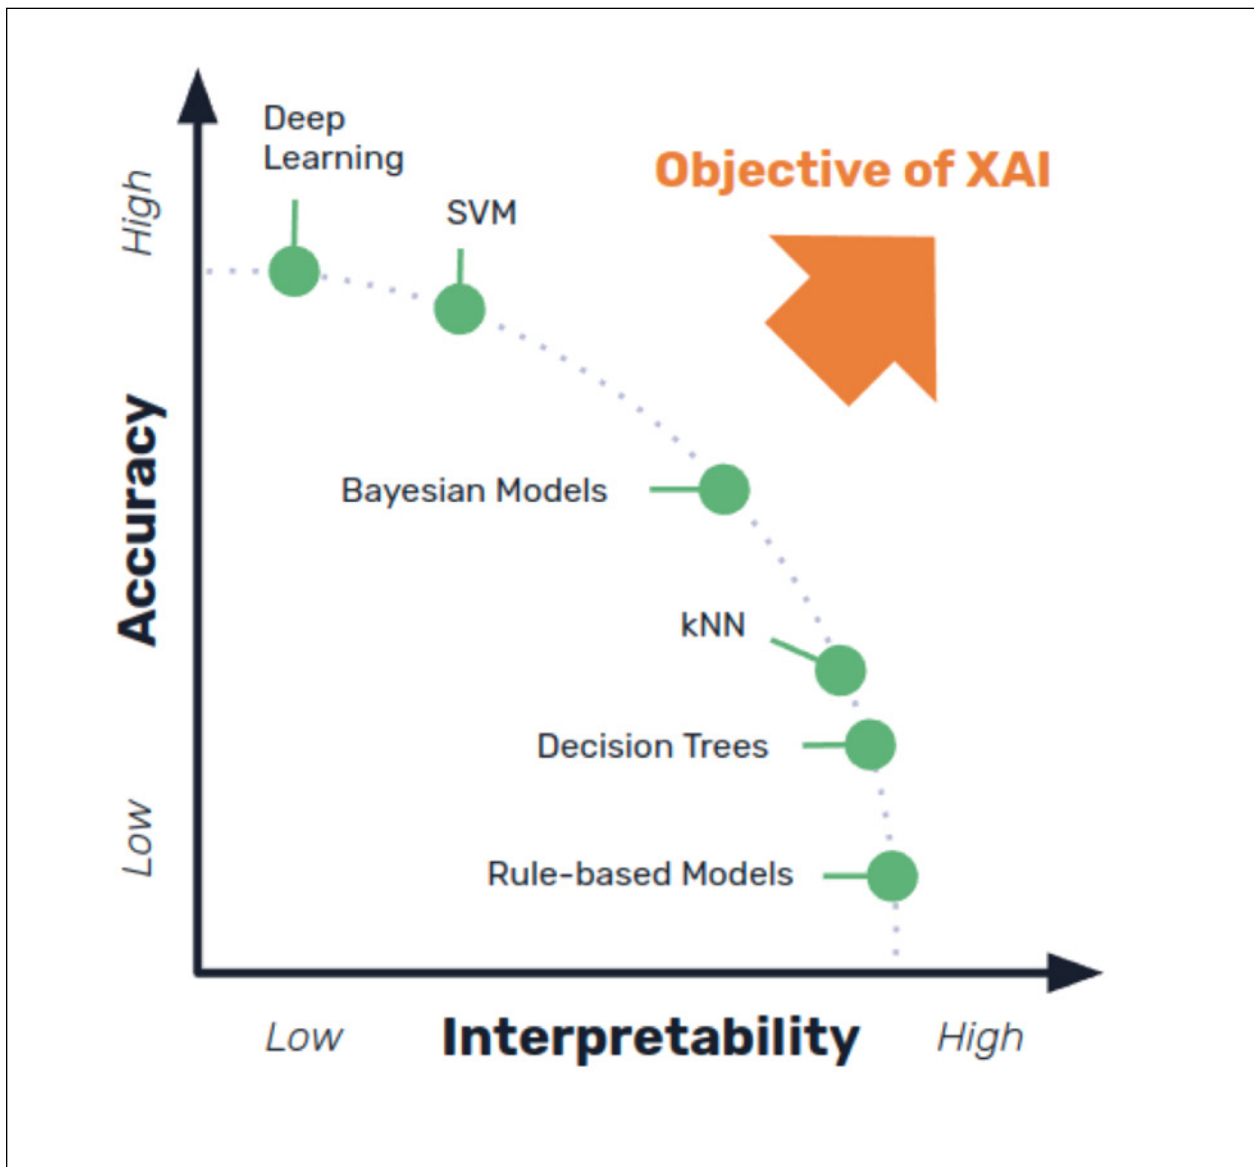 Deep
Learning
SVM
Objective of XAI
High
Accuracy
Low
Bayesian Models
kNN
Decision Trees
Rule-based Models
Low
Interpretability
High